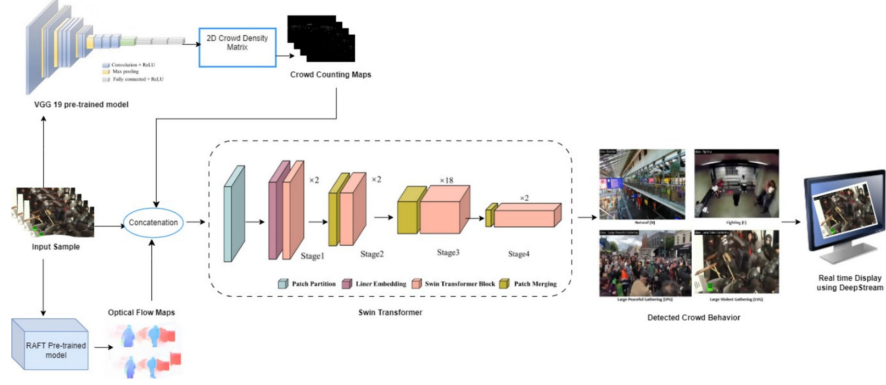 2D Crowd Density
Matrix
Crowd Counting Maps
Convolution + ReLU
Max pooling
Fully connected + ReLU
VGG 19 pre-trained model
Input Sample
Concatenation
×2
×2
×18
×2
Stage1
Stage2
Stage3
Stage4
Patch Partition
Liner Embedding
Swin Transformer Block
Patch Merging
Swin Transformer
Natural [N]
Large Peaceful Gathering [LPG]
Large Violent Gathering [LVG]
Detected Crowd Behavior
Real time Display
using DeepStream
RAFT Pre-trained
model
Optical Flow Maps